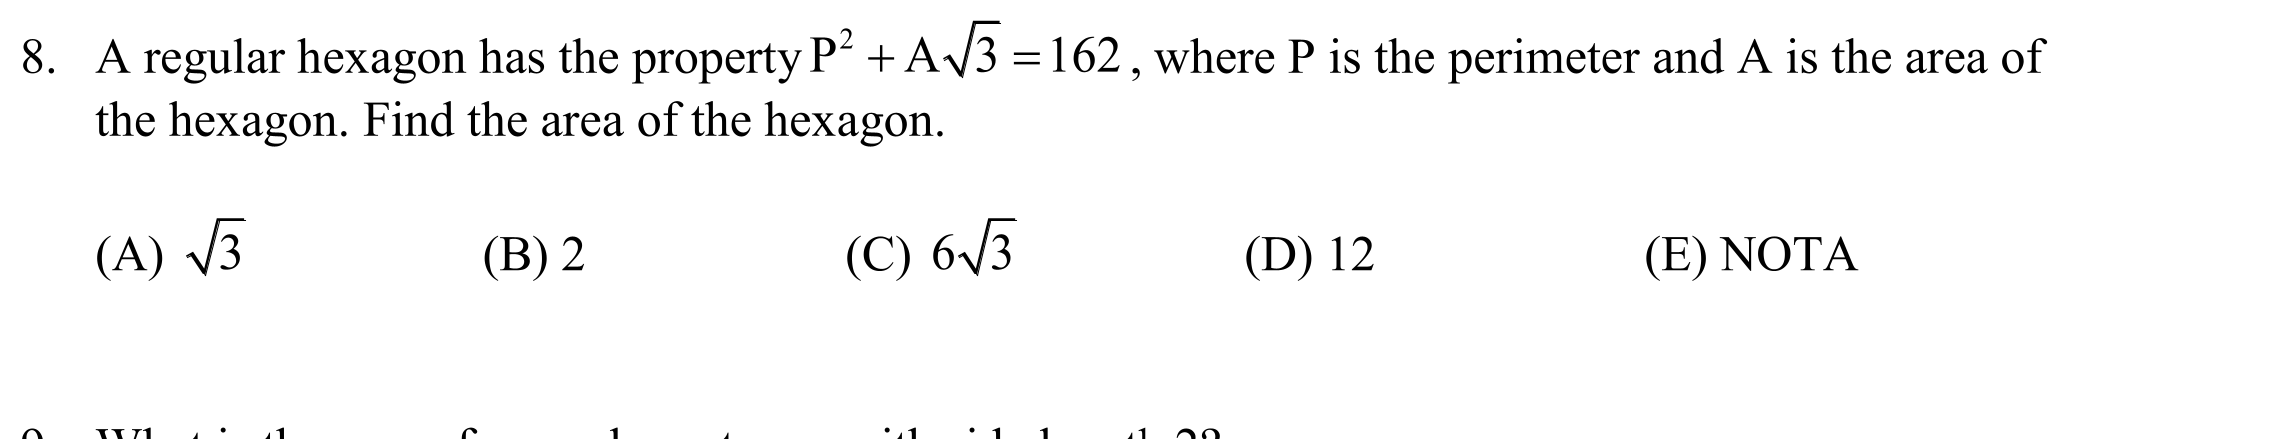 8. A regular hexagon has the property P² + A√3 = 162, where P is the perimeter and A is the area of
the hexagon. Find the area of the hexagon.
(A) √3 (B) 2 (C) 6√3 (D) 12 (E) NOTA